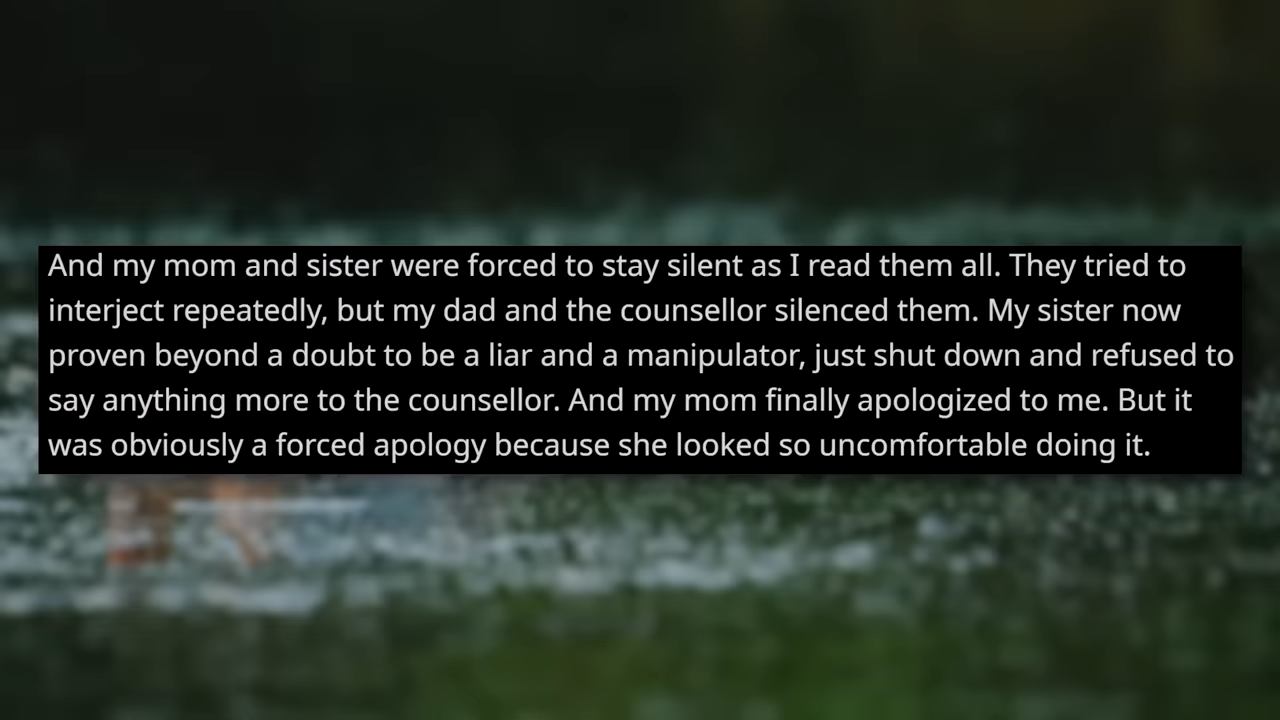 And my mom and sister were forced to stay silent as I read them all. They tried to
interject repeatedly, but my dad and the counsellor silenced them. My sister now
proven beyond a doubt to be a liar and a manipulator, just shut down and refused to
say anything more to the counsellor. And my mom finally apologized to me. But it
was obviously a forced apology because she looked so uncomfortable doing it.